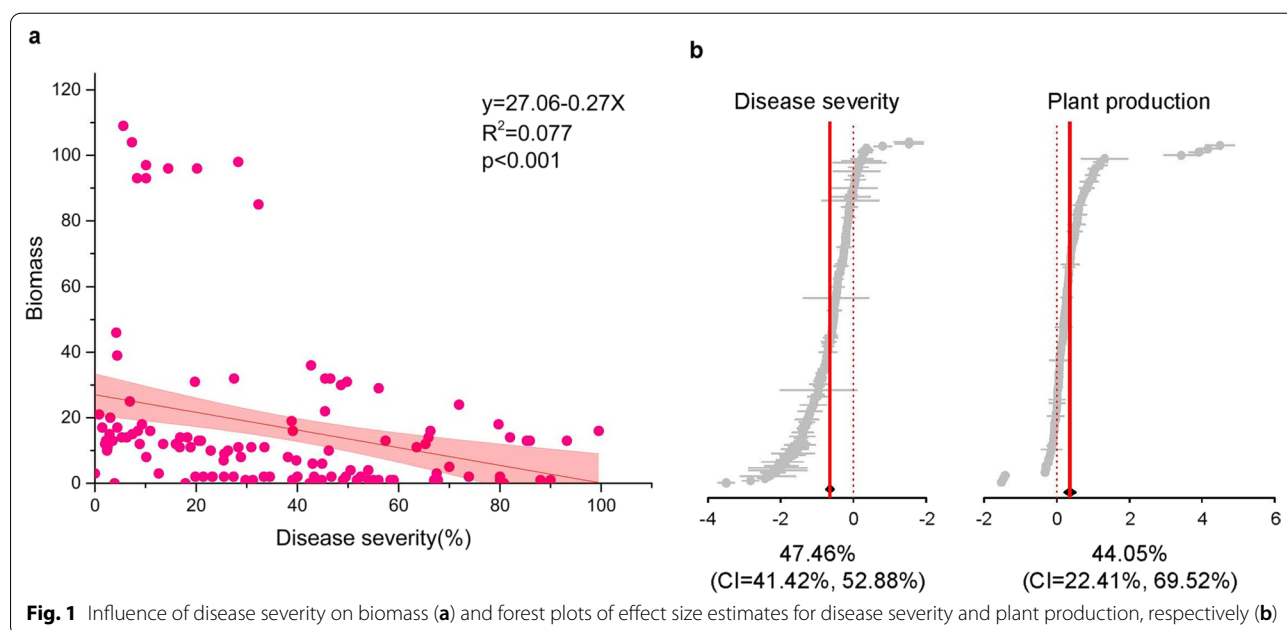 a
120
100
80
60
40
20
0
Biomass
0 20 40 60 80 100
Disease severity(%)
y=27.06-0.27X
R²=0.077
p<0.001
b
Disease severity
-4 0 -2
47.46%
(CI=41.42%, 52.88%)
Plant production
-2 0 2 4 6
44.05%
(CI=22.41%, 69.52%)
Fig. 1 Influence of disease severity on biomass (a) and forest plots of effect size estimates for disease severity and plant production, respectively (b)